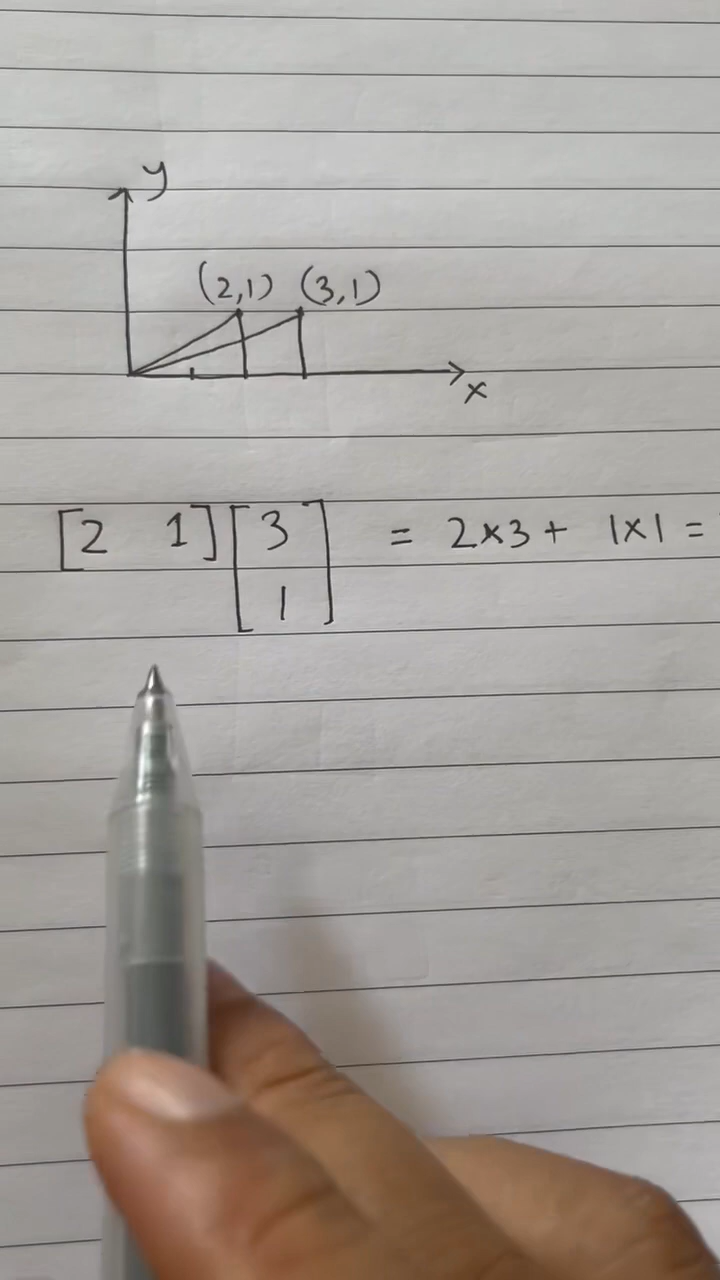 y
(2,1) (3,1)
x
[2 1] [3 = 2×3 + 1×1 =
1]